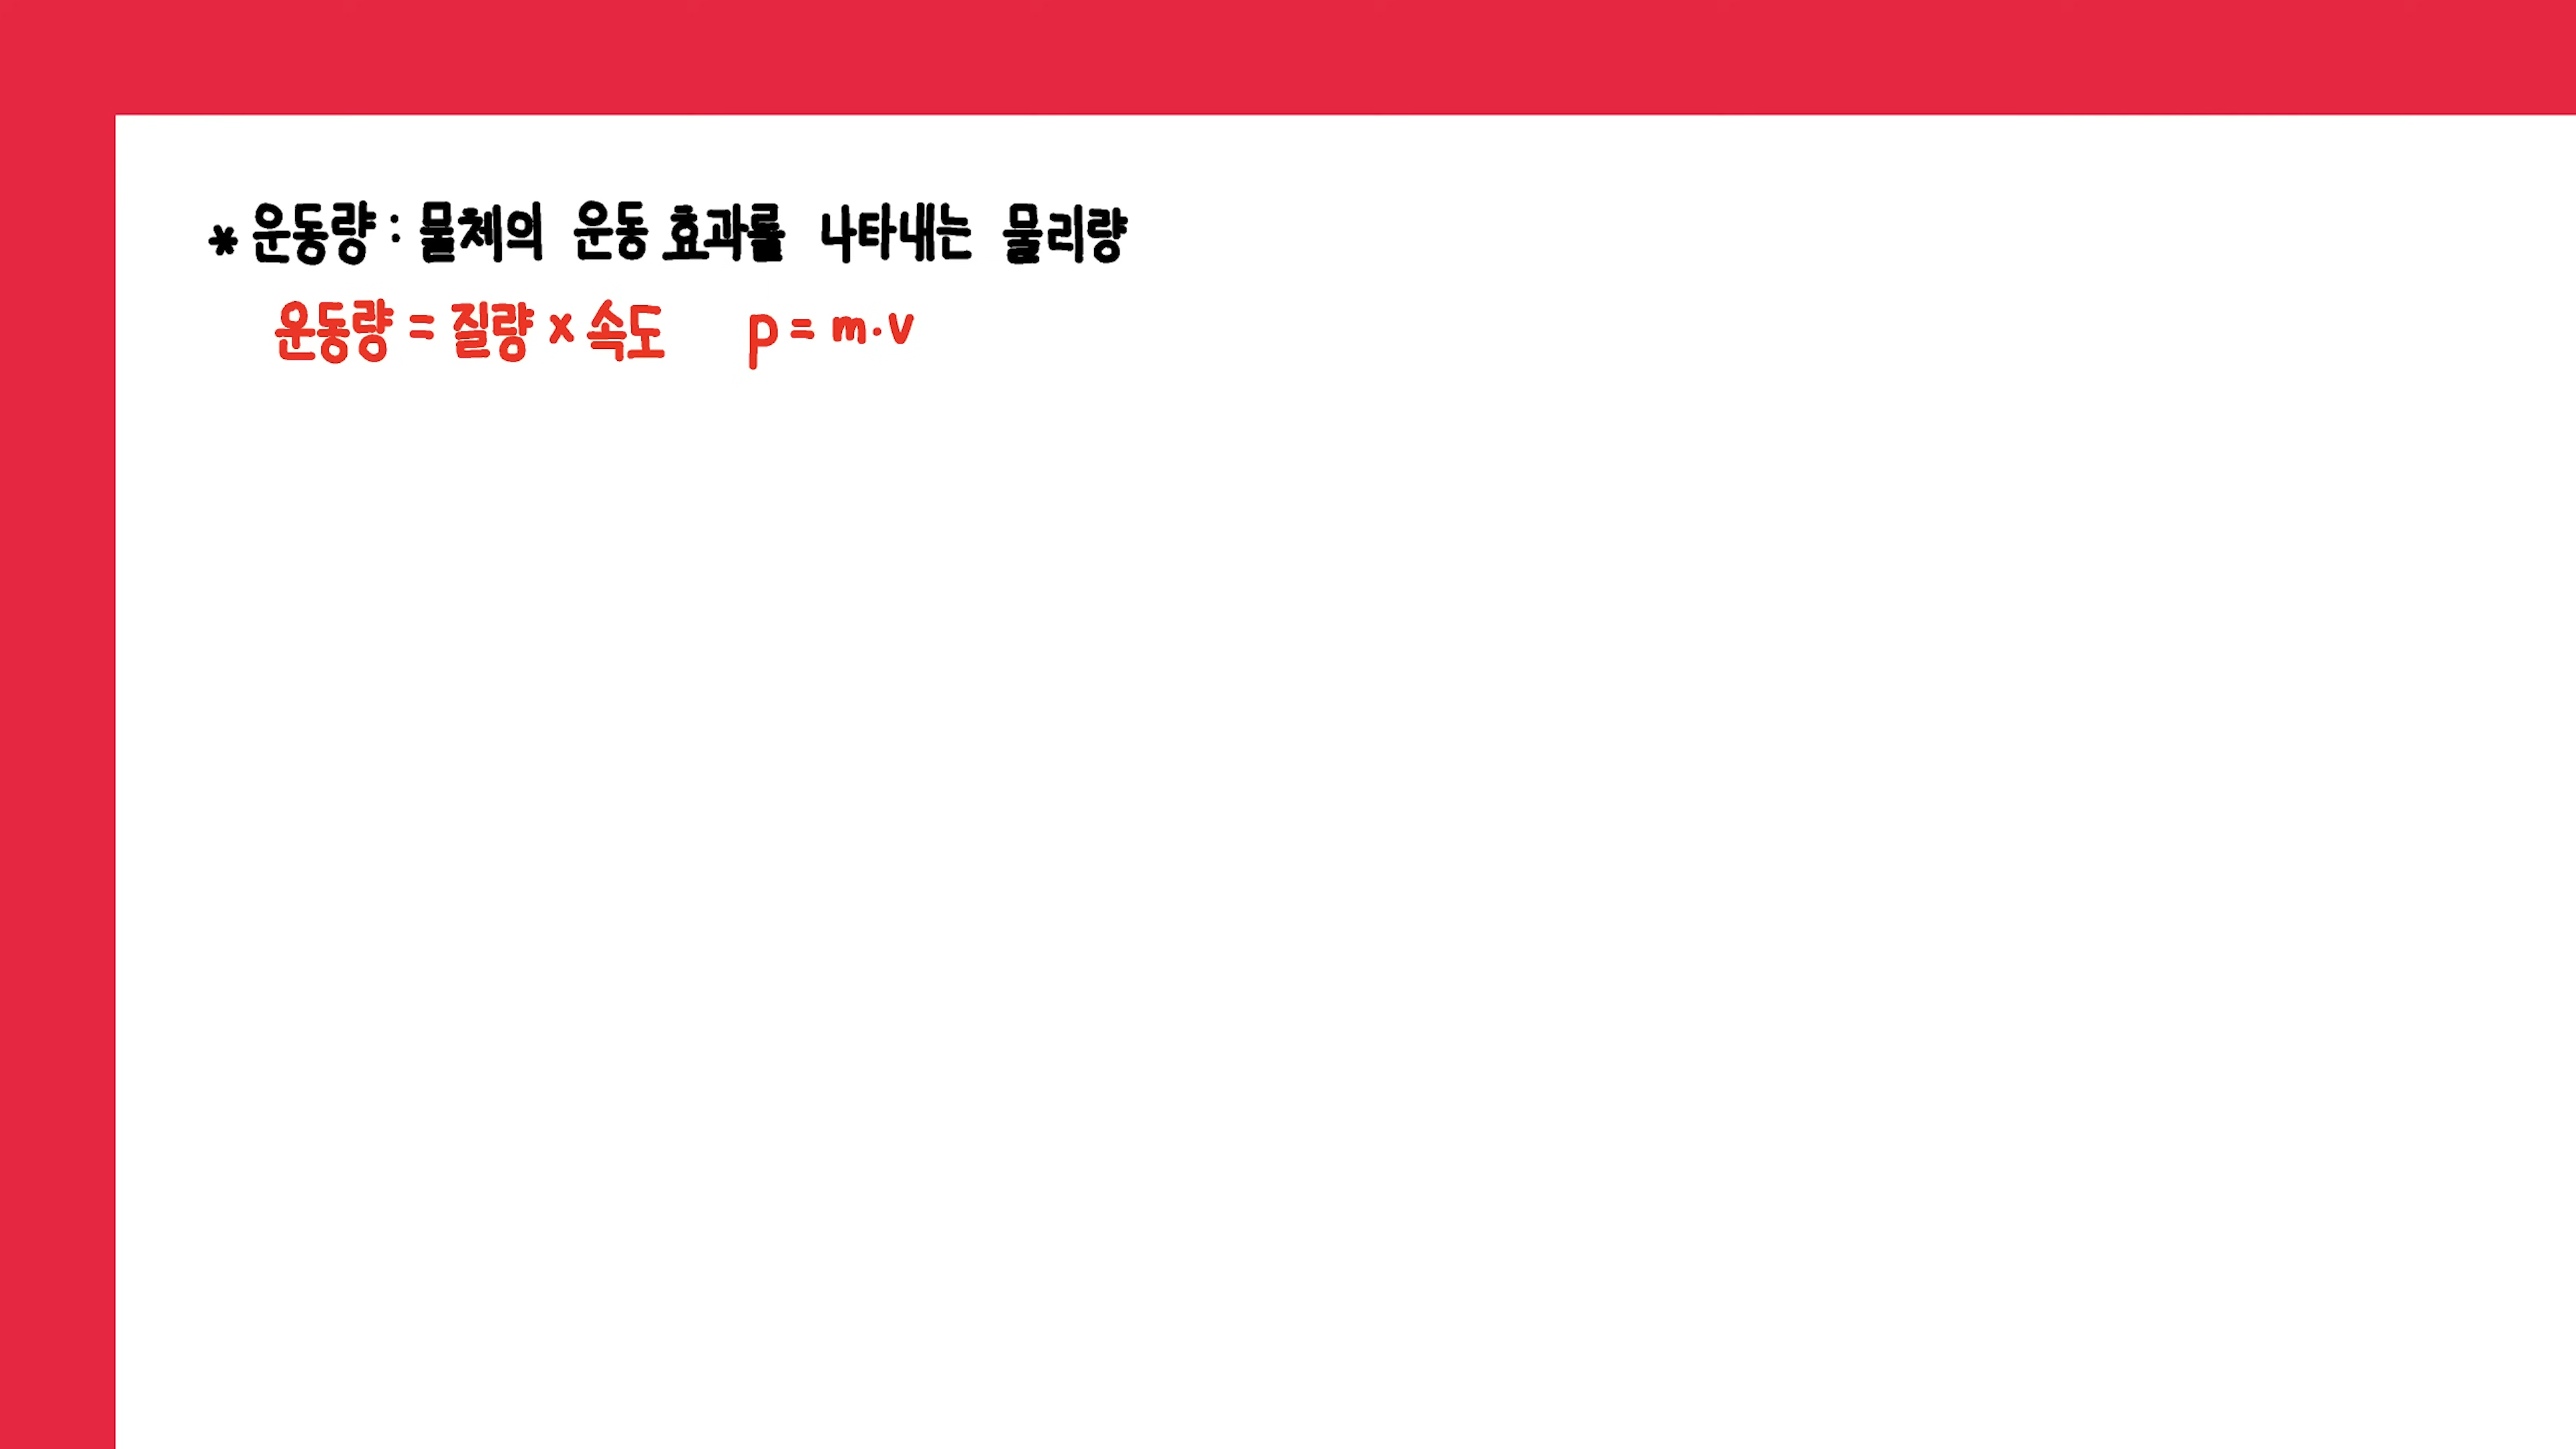 * 운동량 : 물체의 운동 효과를 나타내는 물리량
운동량 = 질량 x 속도 p = m·v